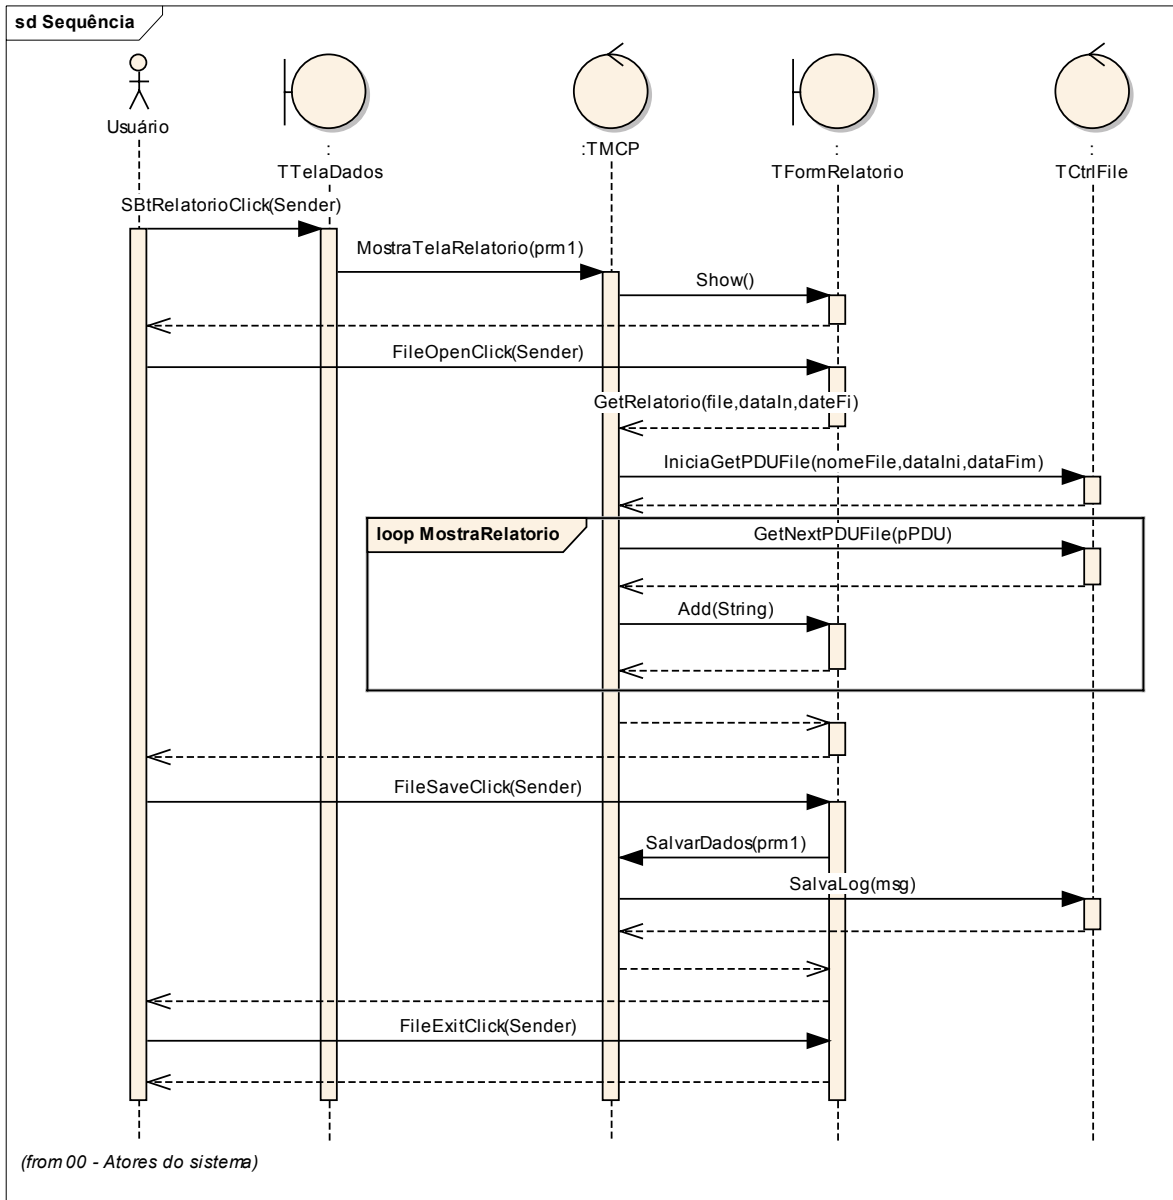 sd Sequência
Usuário
:
TTelaDados
:TMCP
:
TFormRelatorio
:
TCtrlFile
SBtRelatorioClick(Sender)
MostraTelaRelatorio(prm1)
Show()
FileOpenClick(Sender)
GetRelatorio(file,dataIn,dateFi)
IniciaGetPDUFile(nomeFile,dataIni,dataFim)
loop MostraRelatorio
GetNextPDUFile(pPDU)
Add(String)
FileSaveClick(Sender)
SalvarDados(prm1)
SalvaLog(msg)
FileExitClick(Sender)
(from 00 - Atores do sistema)